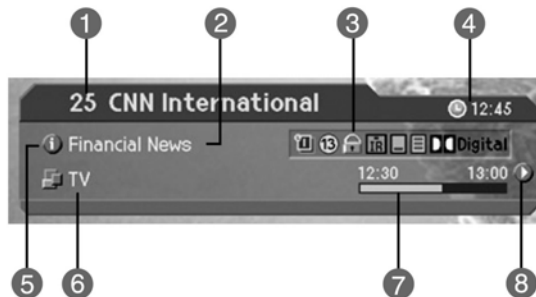 1 2 3 4
25 CNN International 12:45
i Financial News 13 Digital
TV 12:30 13:00
5 6 7 8